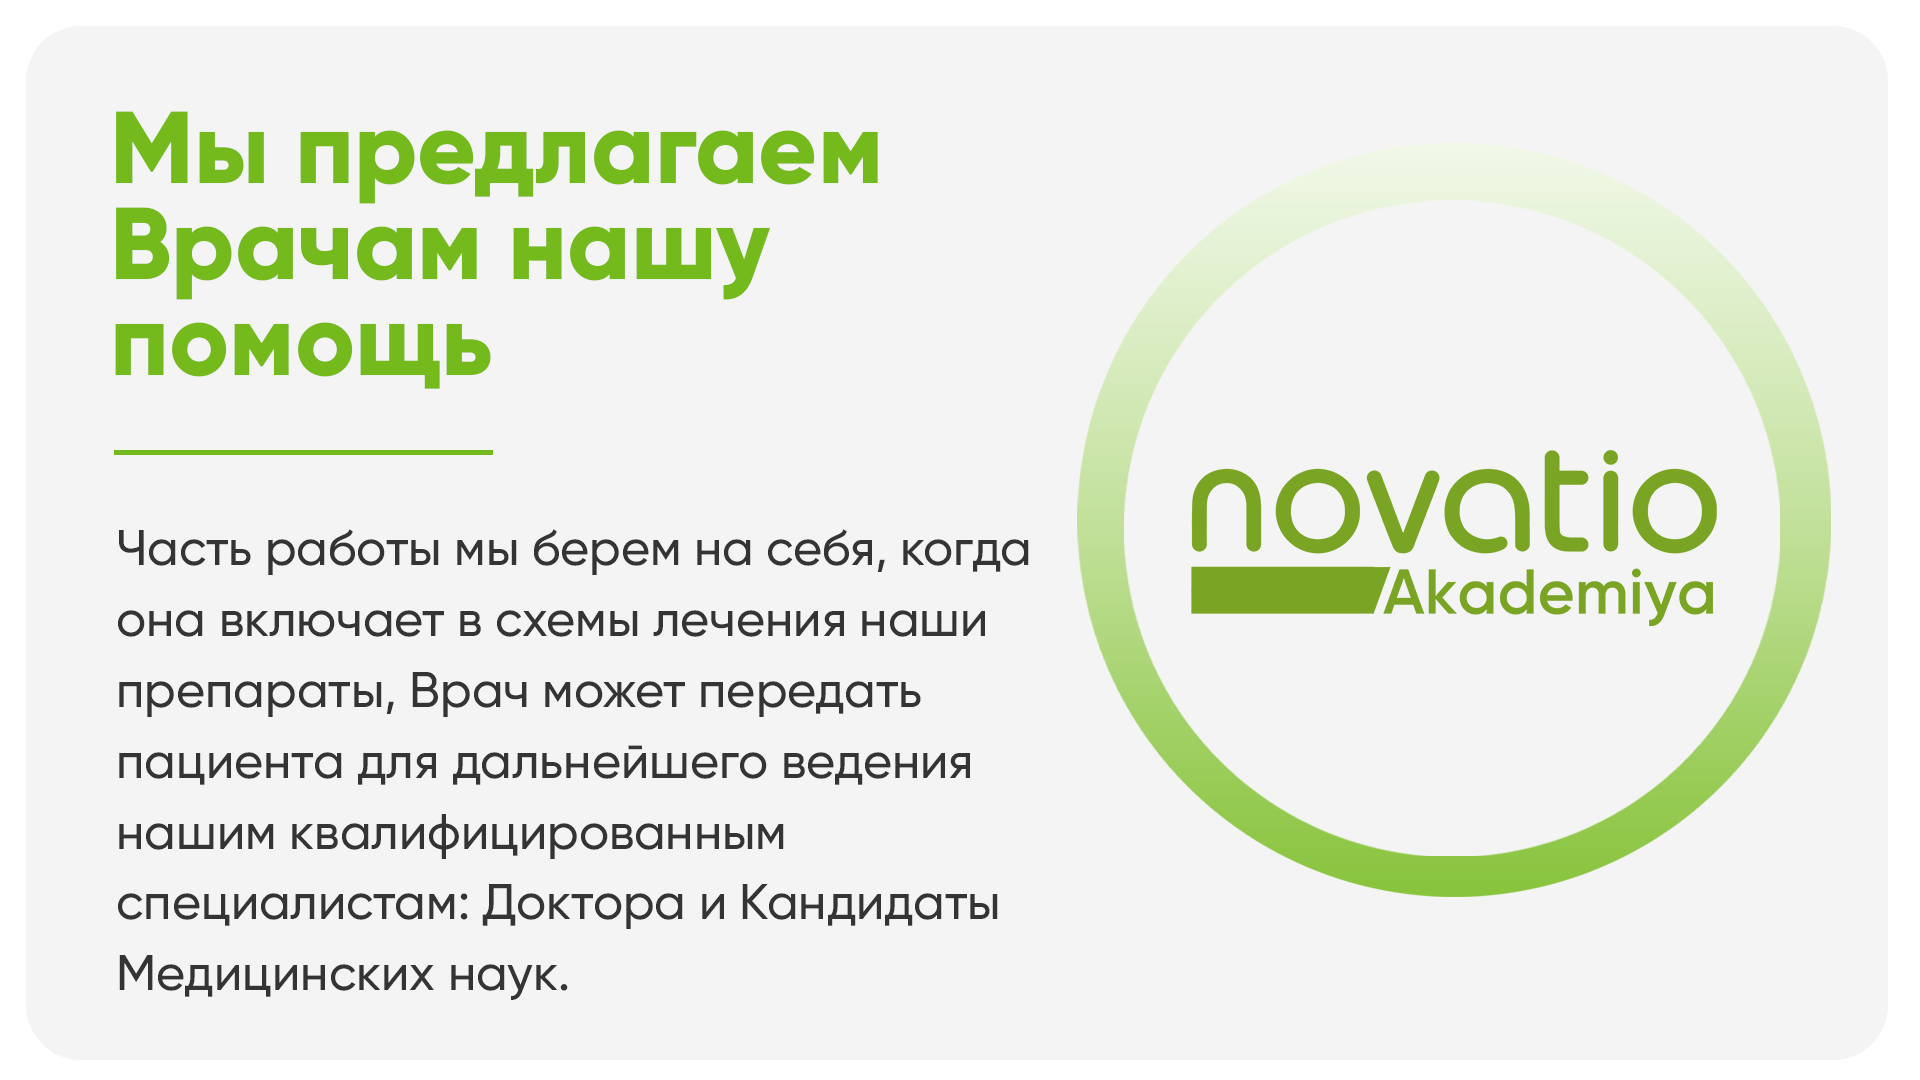 Мы предлагаем
Врачам нашу
помощь
Часть работы мы берем на себя, когда
она включает в схемы лечения наши
препараты, Врач может передать
пациента для дальнейшего ведения
нашим квалифицированным
специалистам: Доктора и Кандидаты
Медицинских наук.
novatio
Akademiya